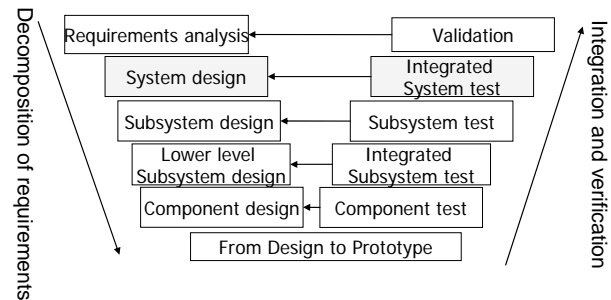 Decomposition of requirements
Requirements analysis
Validation
System design
Integrated
System test
Subsystem design
Subsystem test
Lower level
Subsystem design
Integrated
Subsystem test
Component design
Component test
From Design to Prototype
Integration and verification